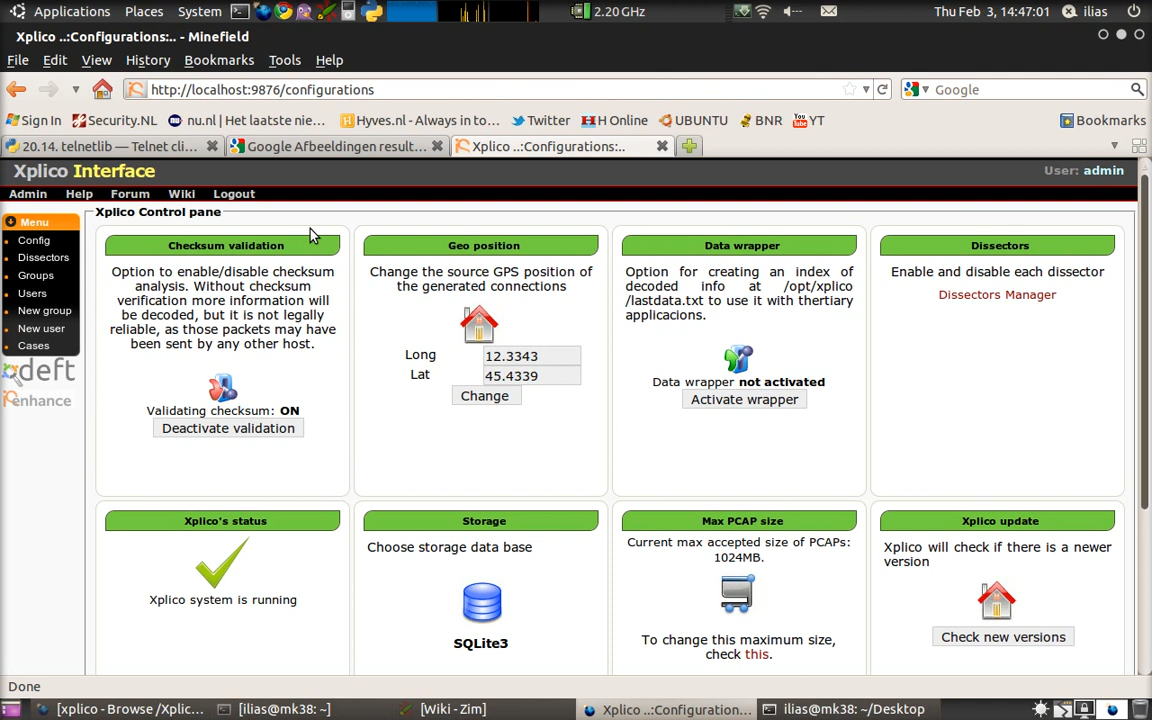 Applications Places System 2.20 GHz Thu Feb 3, 14:47:01 ilias
Xplico ..:Configurations:.. - Minefield
File Edit View History Bookmarks Tools Help
http://localhost:9876/configurations Google
Sign In Security.NL nu.nl | Het laatste nie... Hyves.nl - Always in to... Twitter H Online UBUNTU BNR YT Bookmarks
20.14. telnetlib — Telnet cli... Google Afbeeldingen result... Xplico ..:Configurations:..
Xplico Interface User: admin
Admin Help Forum Wiki Logout
Menu
Config
Dissectors
Groups
Users
New group
New user
Cases
deft
enhance
Xplico Control pane
Checksum validation
Option to enable/disable checksum
analysis. Without checksum
verification more information will
be decoded, but it is not legally
reliable, as those packets may have
been sent by any other host.
Validating checksum: ON
Deactivate validation
Geo position
Change the source GPS position of
the generated connections
Long 12.3343
Lat 45.4339
Change
Data wrapper
Option for creating an index of
decoded info at /opt/xplico
/lastdata.txt to use it with thertiary
applicacions.
Data wrapper not activated
Activate wrapper
Dissectors
Enable and disable each dissector
Dissectors Manager
Xplico's status
Xplico system is running
Storage
Choose storage data base
SQLite3
Max PCAP size
Current max accepted size of PCAPs:
1024MB.
To change this maximum size,
check this.
Xplico update
Xplico will check if there is a newer
version
Check new versions
Done
[xplico - Browse /Xplic... [ilias@mk38: ~] [Wiki - Zim] Xplico ..:Configuration... ilias@mk38: ~/Desktop